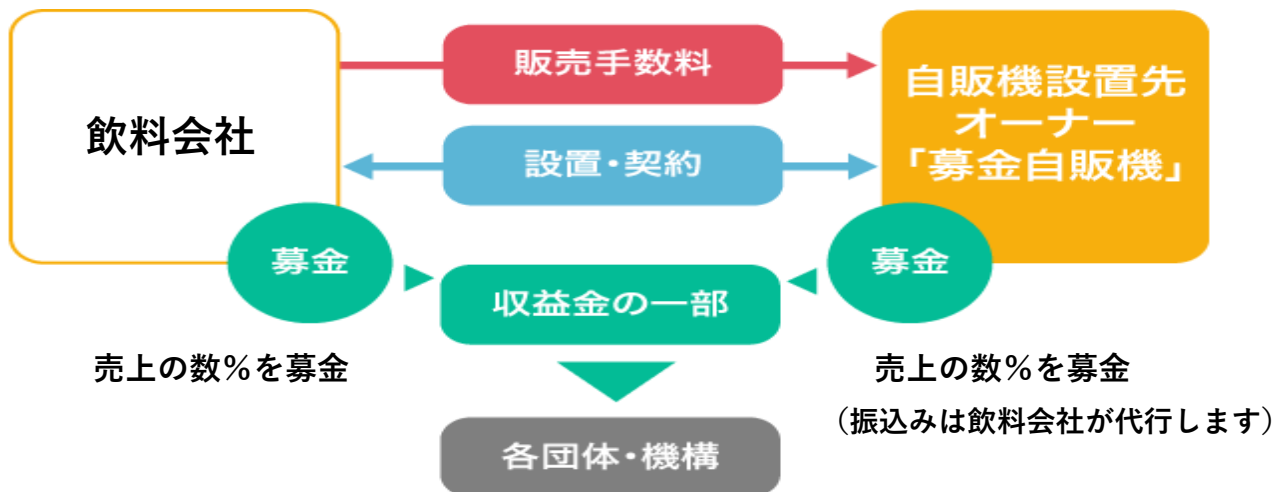 飲料会社
販売手数料
設置・契約
自販機設置先
オーナー
「募金自販機」
募金
収益金の一部
募金
売上の数%を募金
売上の数%を募金
(振込みは飲料会社が代行します)
各団体・機構